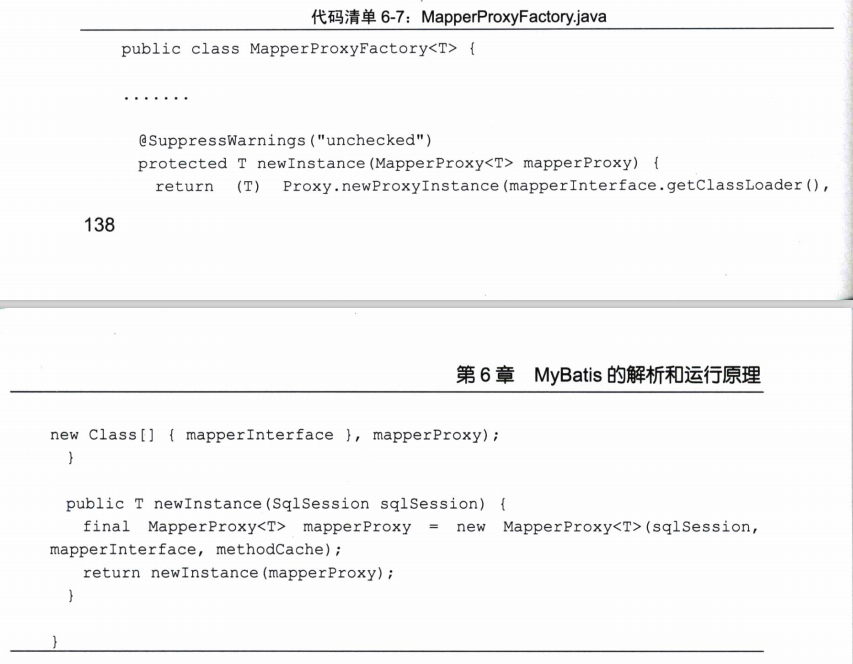 代码清单 6-7：MapperProxyFactory.java
public class MapperProxyFactory<T> {
.......
@SuppressWarnings("unchecked")
protected T newInstance(MapperProxy<T> mapperProxy) {
return (T) Proxy.newProxyInstance(mapperInterface.getClassLoader(),
138
第 6 章 MyBatis 的解析和运行原理
new Class[] { mapperInterface }, mapperProxy);
}
public T newInstance(SqlSession sqlSession) {
final MapperProxy<T> mapperProxy = new MapperProxy<T>(sqlSession,
mapperInterface, methodCache);
return newInstance(mapperProxy);
}
}